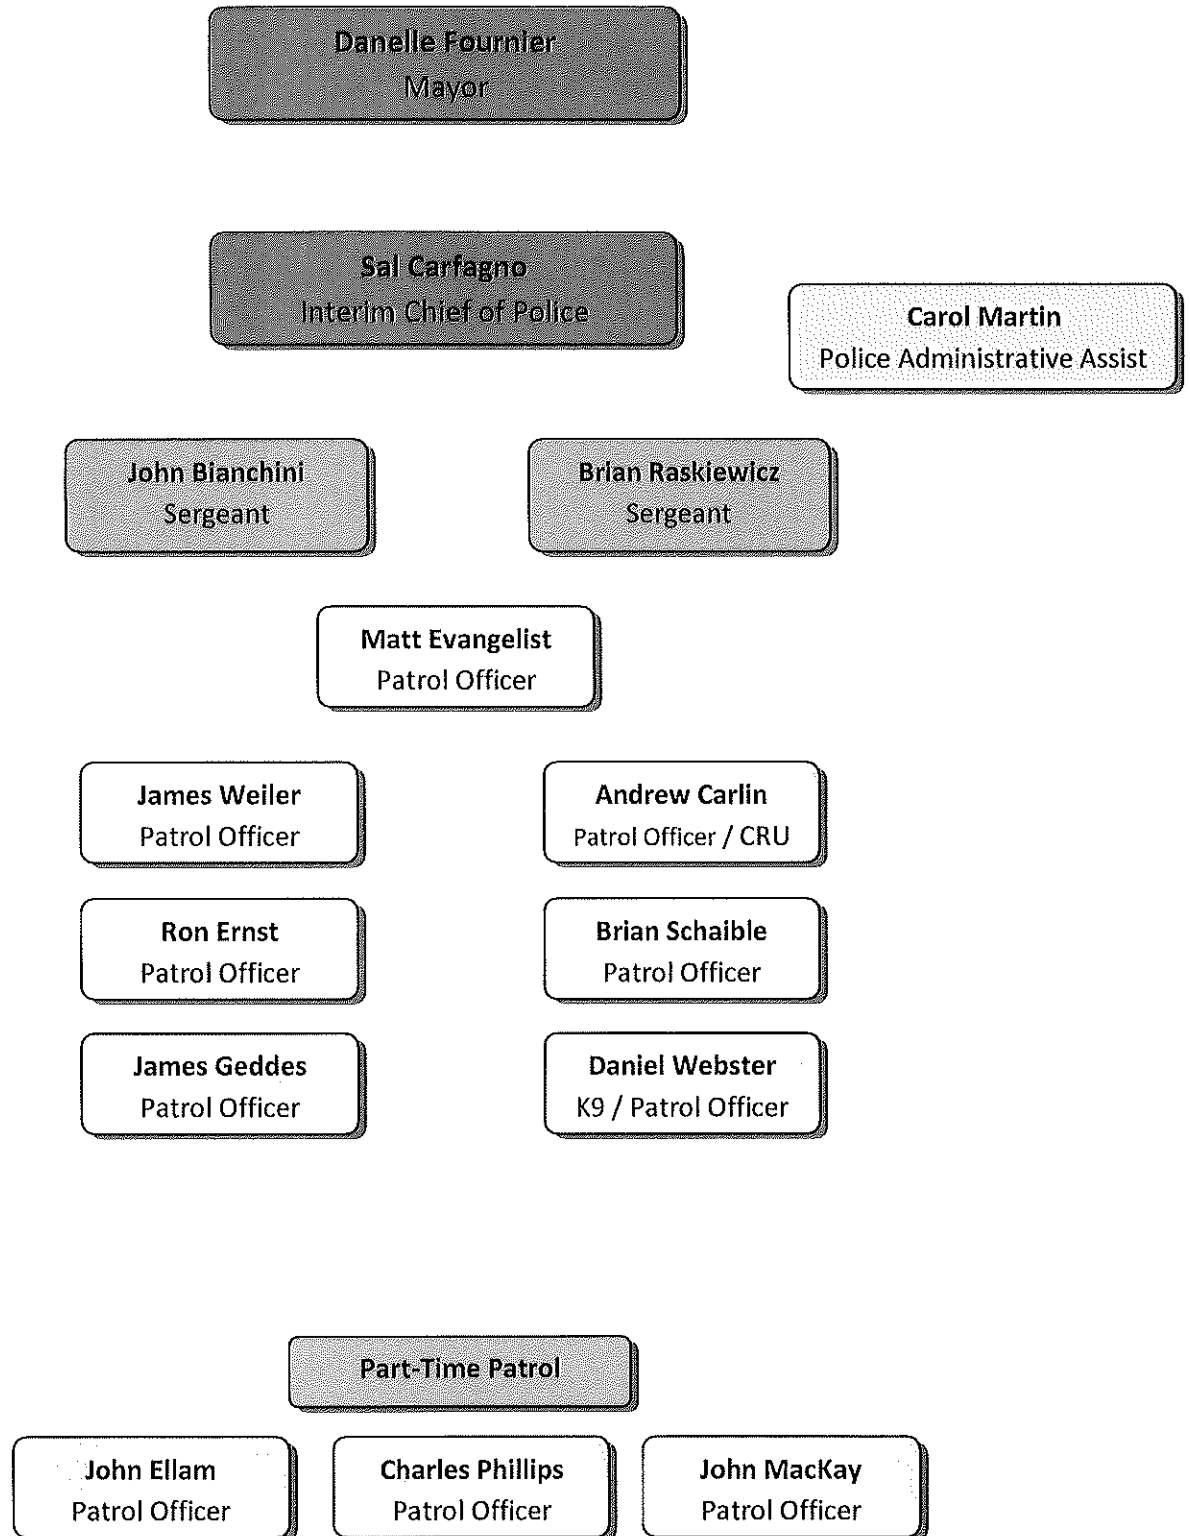 Danelle Fournier
Mayor
Sal Carfagno
Interim Chief of Police
Carol Martin
Police Administrative Assist
John Bianchini
Sergeant
Brian Raskiewicz
Sergeant
Matt Evangelist
Patrol Officer
James Weiler
Patrol Officer
Andrew Carlin
Patrol Officer / CRU
Ron Ernst
Patrol Officer
Brian Schaible
Patrol Officer
James Geddes
Patrol Officer
Daniel Webster
K9 / Patrol Officer
Part-Time Patrol
John Ellam
Patrol Officer
Charles Phillips
Patrol Officer
John MacKay
Patrol Officer